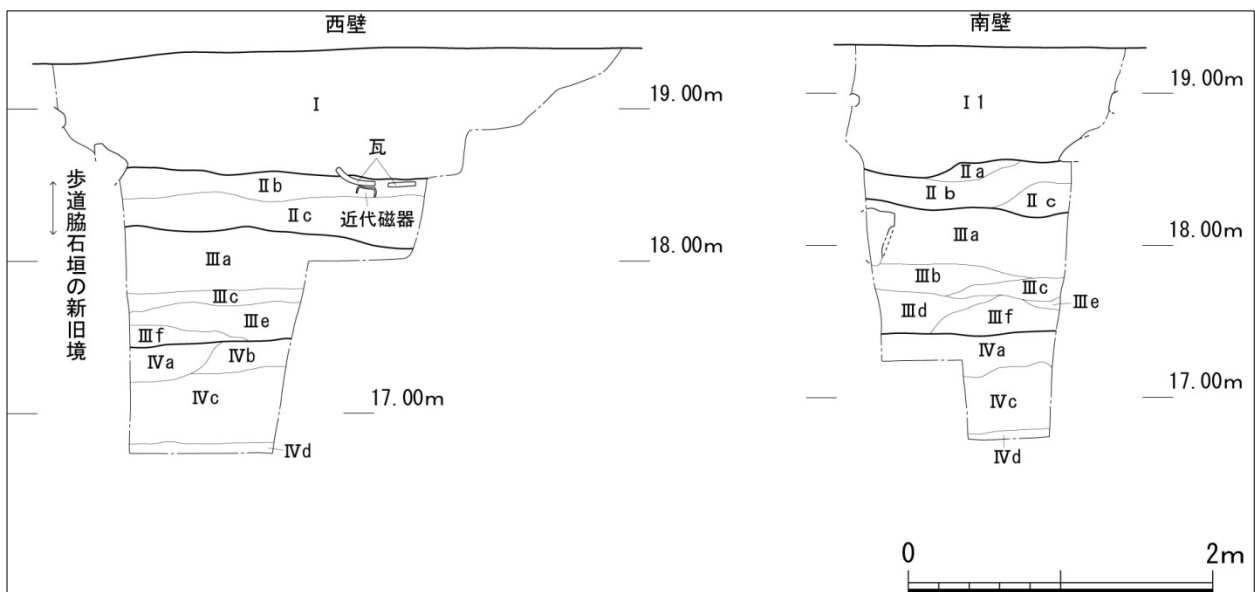 西壁
Ⅰ
19.00m
瓦
Ⅱb
近代磁器
Ⅱc
歩道脇石垣の新旧境
18.00m
Ⅲa
Ⅲc
Ⅲe
Ⅲf
Ⅳa
Ⅳb
Ⅳc
17.00m
Ⅳd
南壁
Ⅰ1
19.00m
Ⅱa
Ⅱb
Ⅱc
18.00m
Ⅲa
Ⅲb
Ⅲc
Ⅲe
Ⅲd
Ⅲf
Ⅳa
17.00m
Ⅳc
Ⅳd
0
2m